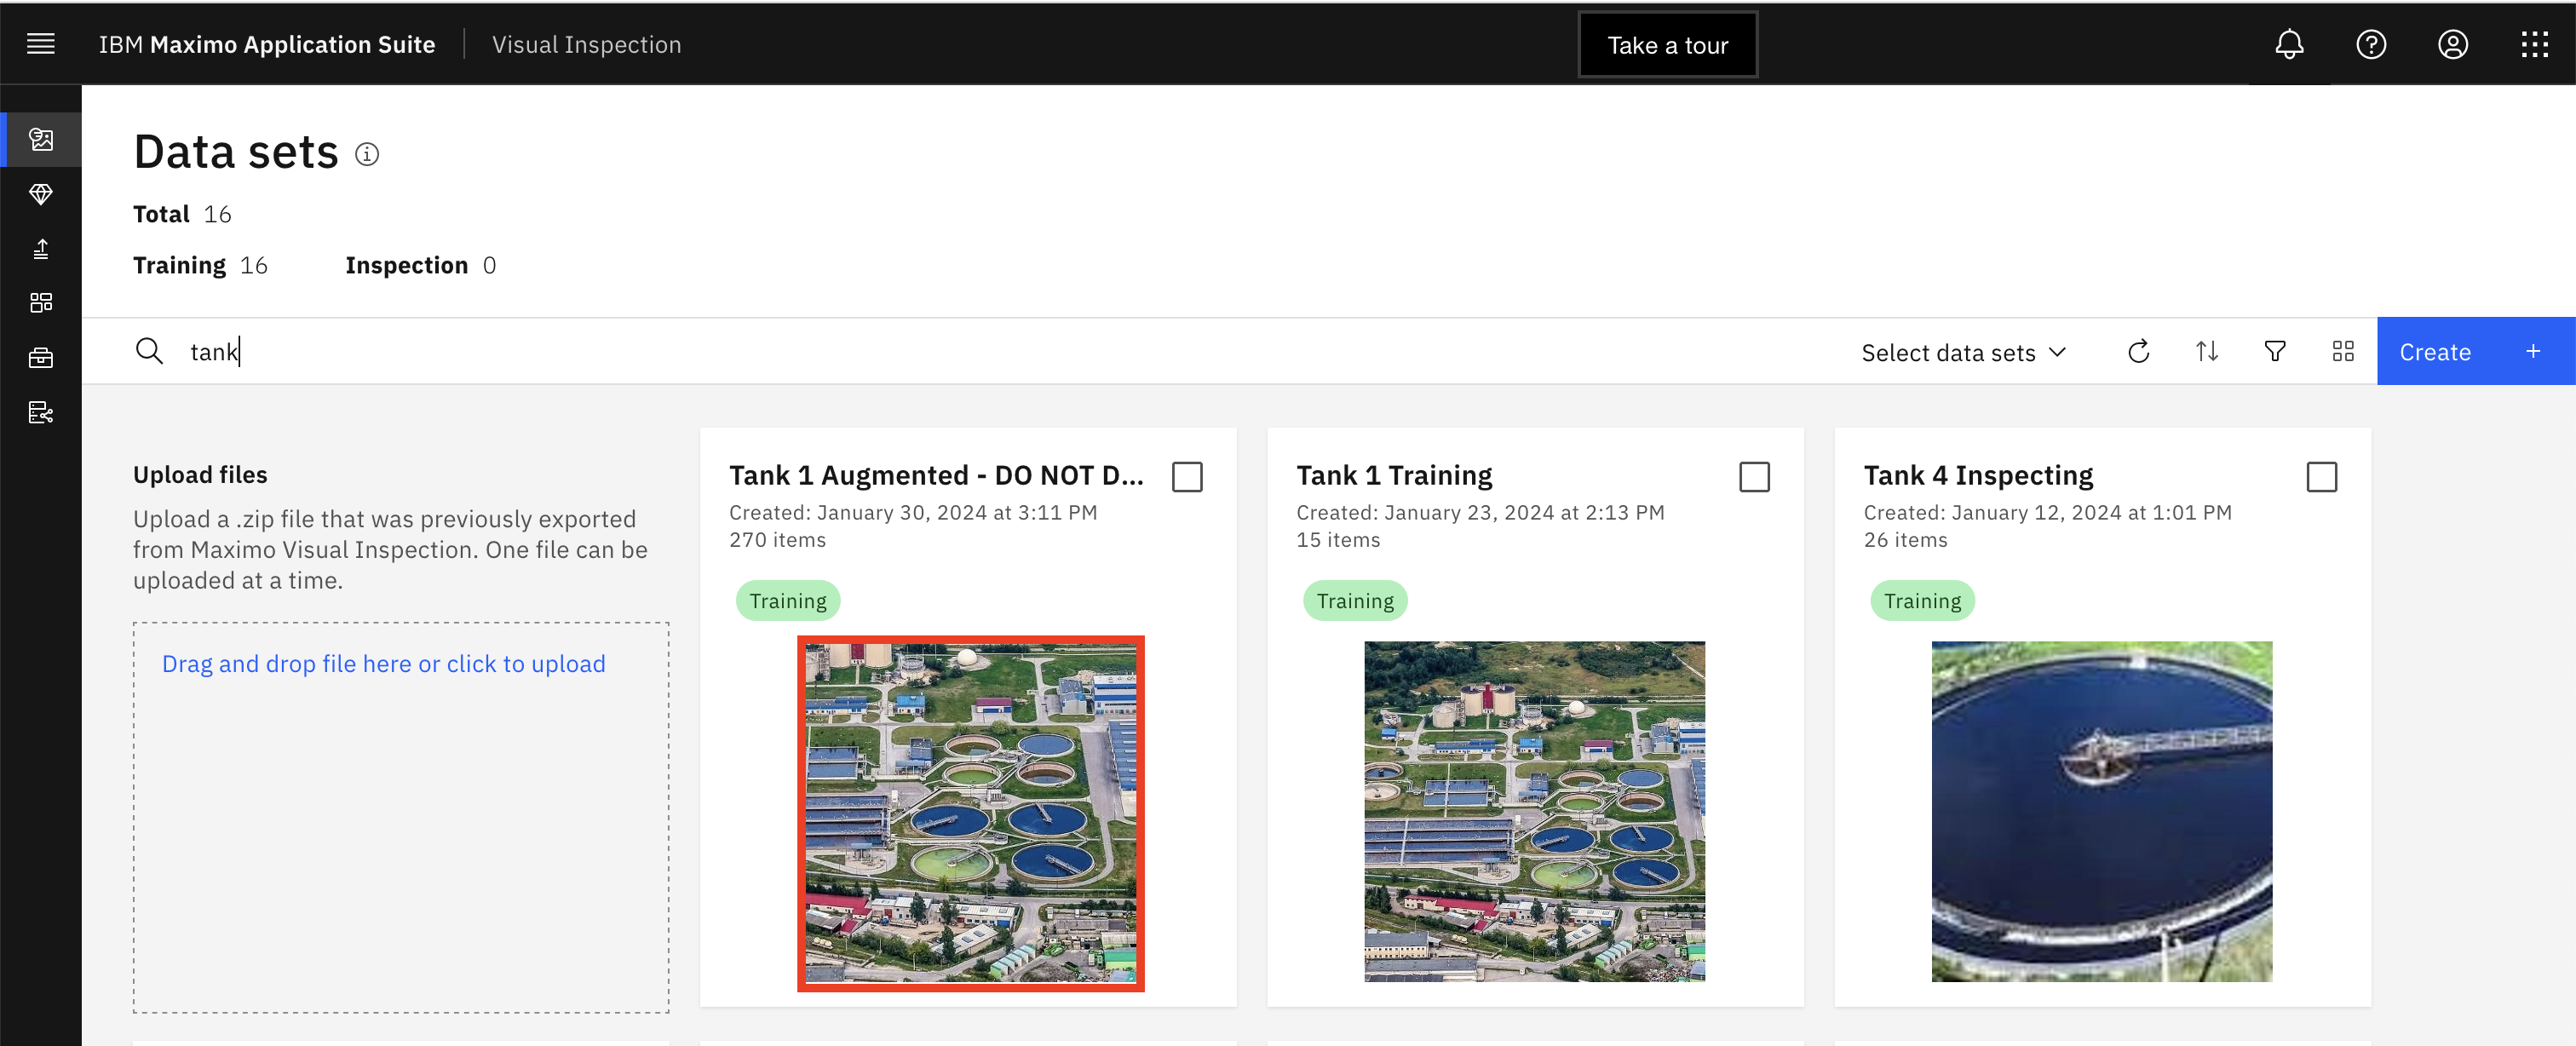 IBM Maximo Application Suite
Visual Inspection
Take a tour
Data sets
Total 16
Training 16
Inspection 0
tank
Select data sets
Create +
Upload files
Upload a .zip file that was previously exported
from Maximo Visual Inspection. One file can be
uploaded at a time.
Drag and drop file here or click to upload
Tank 1 Augmented - DO NOT D...
Created: January 30, 2024 at 3:11 PM
270 items
Training
Tank 1 Training
Created: January 23, 2024 at 2:13 PM
15 items
Training
Tank 4 Inspecting
Created: January 12, 2024 at 1:01 PM
26 items
Training